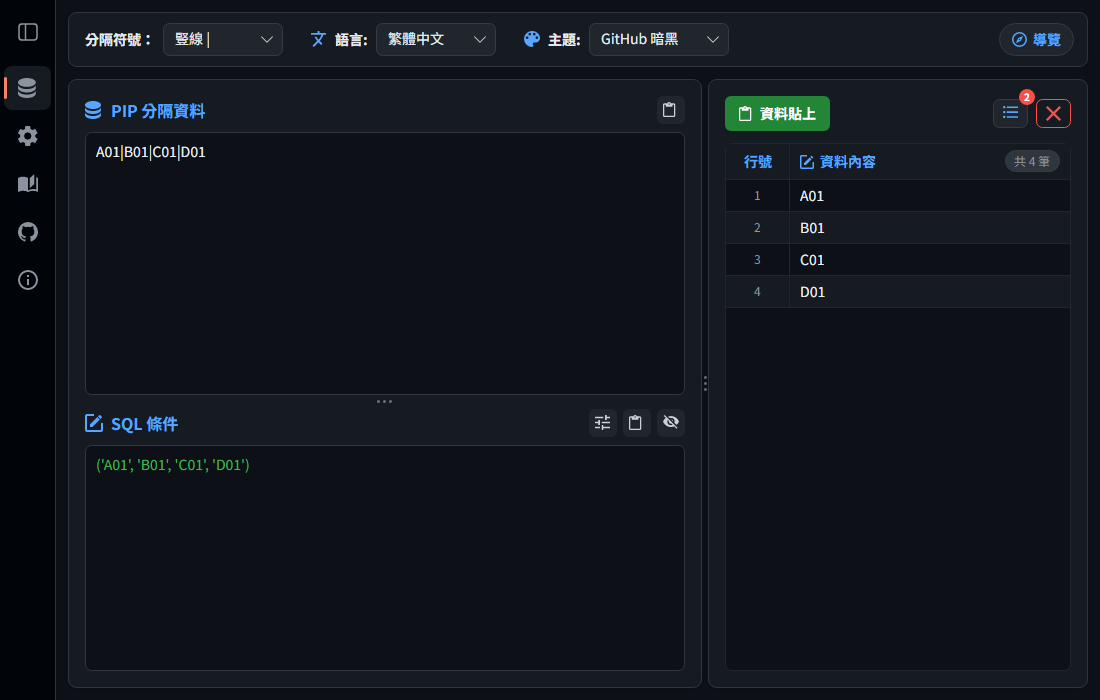 分隔符號： 豎線 | 語言: 繁體中文 主題: GitHub 暗黑 導覽
PIP 分隔資料
A01|B01|C01|D01
SQL 條件
('A01', 'B01', 'C01', 'D01')
資料貼上 2
行號 資料內容 共 4 筆
1 A01
2 B01
3 C01
4 D01